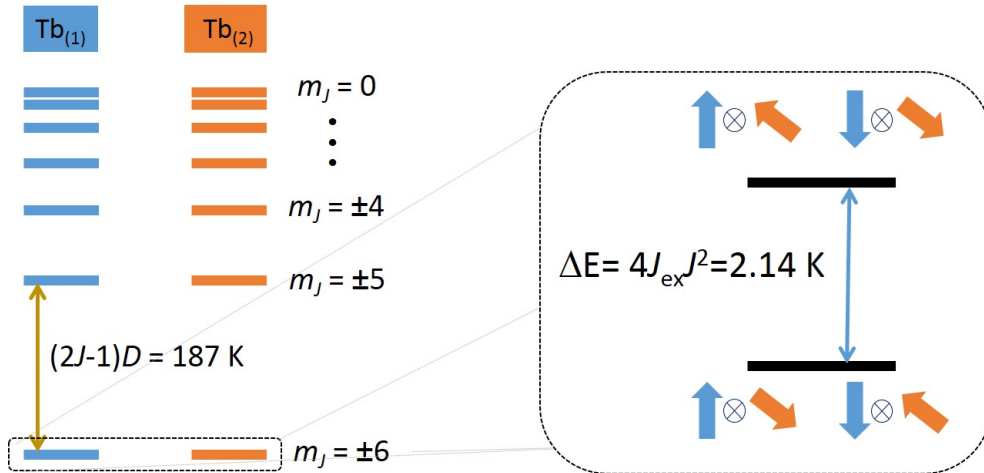 Tb(1) Tb(2)
mJ = 0
mJ = ±4
mJ = ±5
(2J-1)D = 187 K
mJ = ±6
ΔE= 4JexJ²=2.14 K